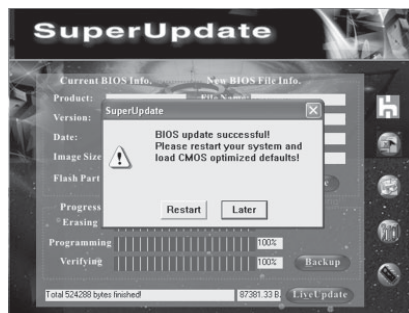 SuperUpdate
Current BIOS Info. New BIOS File Info.
Product: File Name:
Version:
Date:
Image Size
Flash Part
SuperUpdate
BIOS update successful!
Please restart your system and
load CMOS optimized defaults!
Restart Later
Progress
Erasing
Programming 100%
Verifying 100% Backup
Total 524288 bytes finished! 87381.33 B. LiveUpdate